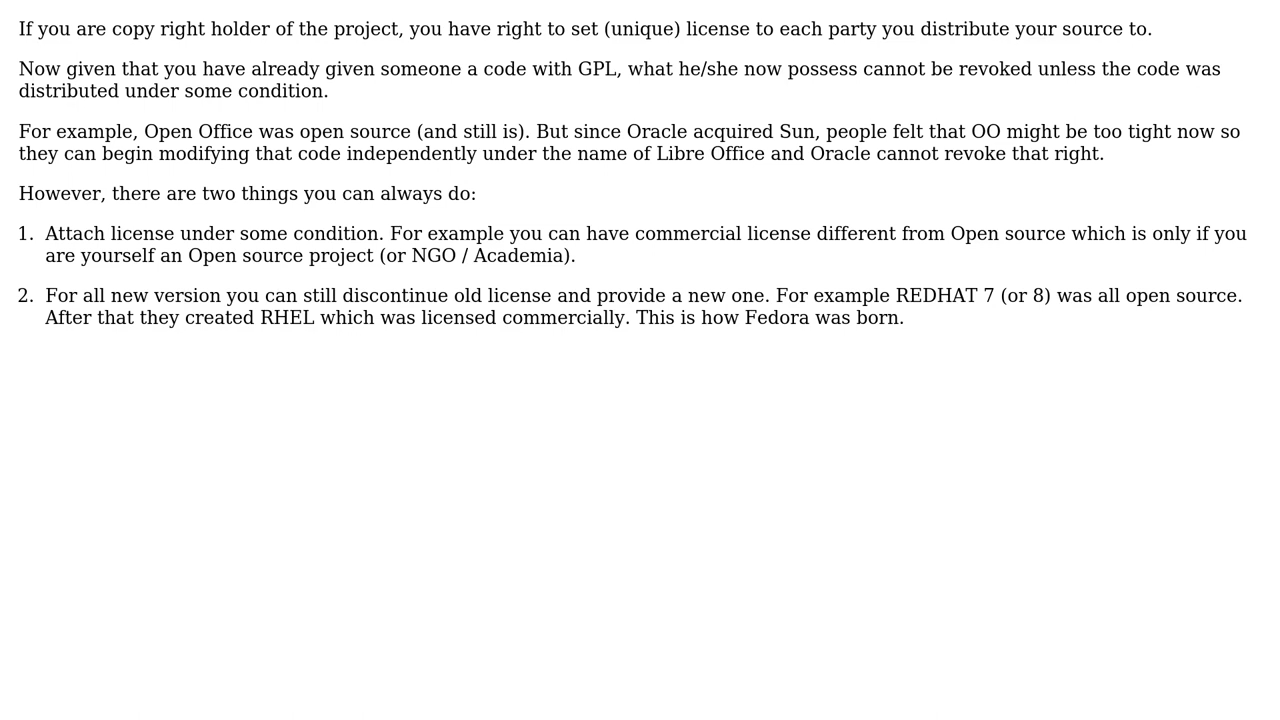 If you are copy right holder of the project, you have right to set (unique) license to each party you distribute your source to.
Now given that you have already given someone a code with GPL, what he/she now possess cannot be revoked unless the code was
distributed under some condition.
For example, Open Office was open source (and still is). But since Oracle acquired Sun, people felt that OO might be too tight now so
they can begin modifying that code independently under the name of Libre Office and Oracle cannot revoke that right.
However, there are two things you can always do:
1. Attach license under some condition. For example you can have commercial license different from Open source which is only if you
are yourself an Open source project (or NGO / Academia).
2. For all new version you can still discontinue old license and provide a new one. For example REDHAT 7 (or 8) was all open source.
After that they created RHEL which was licensed commercially. This is how Fedora was born.